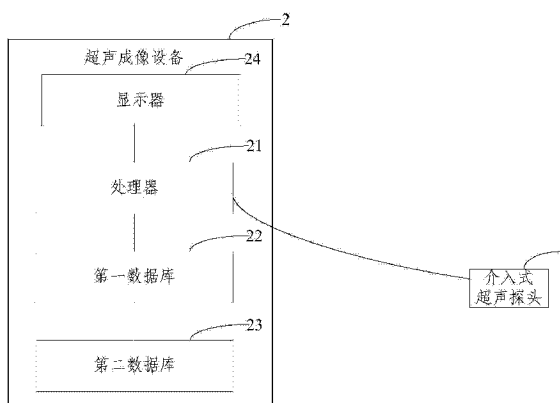 2
超声成像设备
24
显示器
21
处理器
22
第一数据库
介入式
超声探头
23
第二数据库